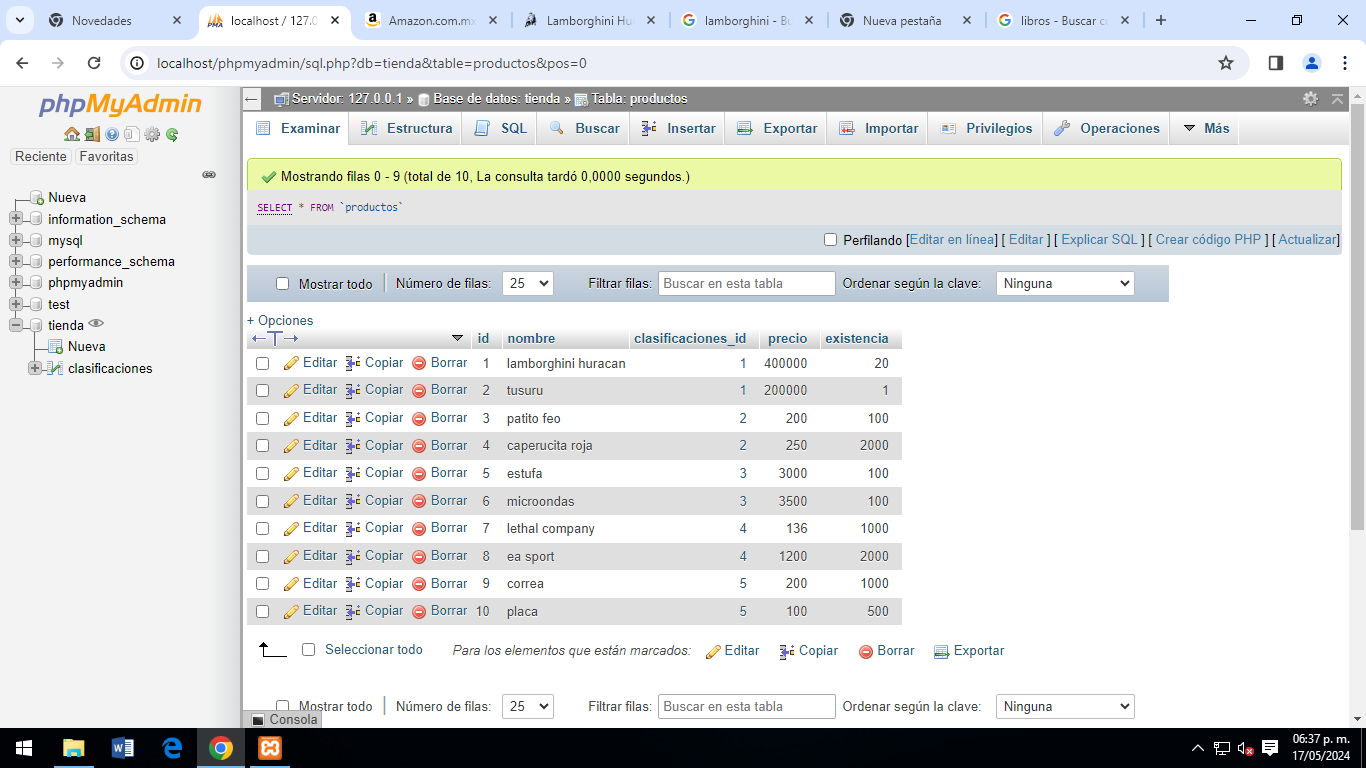 Novedades
localhost / 127.0
Amazon.com.mx
Lamborghini Hu
lamborghini - Bu
Nueva pestaña
libros - Buscar c
localhost/phpmyadmin/sql.php?db=tienda&table=productos&pos=0
phpMyAdmin
Reciente Favoritas
Nueva
information_schema
mysql
performance_schema
phpmyadmin
test
tienda
Nueva
clasificaciones
Servidor: 127.0.0.1 » Base de datos: tienda » Tabla: productos
Examinar Estructura SQL Buscar Insertar Exportar Importar Privilegios Operaciones Más
Mostrando filas 0 - 9 (total de 10, La consulta tardó 0,0000 segundos.)
SELECT * FROM `productos`
Perfilando [Editar en línea] [ Editar ] [ Explicar SQL ] [ Crear código PHP ] [ Actualizar]
Mostrar todo | Número de filas: 25 Filtrar filas: Buscar en esta tabla Ordenar según la clave: Ninguna
+ Opciones
id nombre clasificaciones_id precio existencia
Editar Copiar Borrar 1 lamborghini huracan 1 400000 20
Editar Copiar Borrar 2 tusuru 1 200000 1
Editar Copiar Borrar 3 patito feo 2 200 100
Editar Copiar Borrar 4 caperucita roja 2 250 2000
Editar Copiar Borrar 5 estufa 3 3000 100
Editar Copiar Borrar 6 microondas 3 3500 100
Editar Copiar Borrar 7 lethal company 4 136 1000
Editar Copiar Borrar 8 ea sport 4 1200 2000
Editar Copiar Borrar 9 correa 5 200 1000
Editar Copiar Borrar 10 placa 5 100 500
Seleccionar todo Para los elementos que están marcados: Editar Copiar Borrar Exportar
Mostrar todo | Número de filas: 25 Filtrar filas: Buscar en esta tabla Ordenar según la clave: Ninguna
Consola
06:37 p. m.
17/05/2024